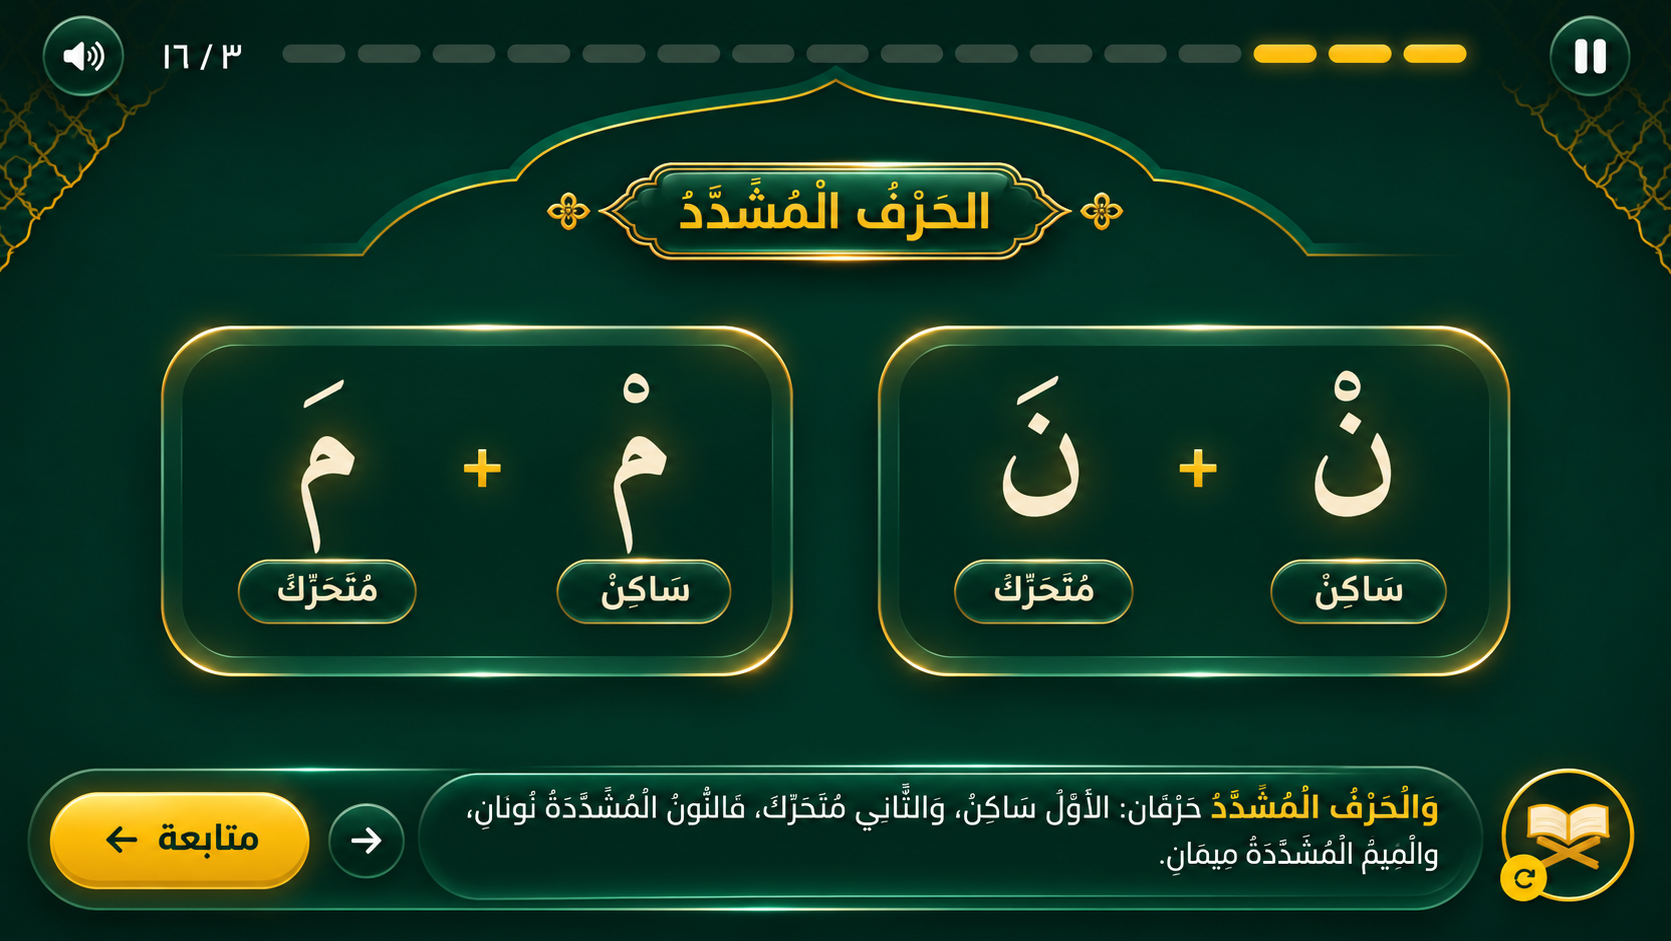 ٣ / ١٦
الحَرْفُ الْمُشََّدَّدُ
نْ + نَ
سَاكِنْ مُتَحَرِّكً
مْ + مَ
سَاكِنْ مُتَحَرِّكً
وَالُحَرْفُ الُمُشََّدَّدُ حَرْفَان: الأَوَّلُ سَاكِنُ، وَالثَّانِي مُتَحَرِّكَ، فَالنُّونُ الُمُشََّدَّدَةُ نُونَانِ،
والْمِيمُ الْمُشَدَّدَةُ مِيمَانِ.
متابعة